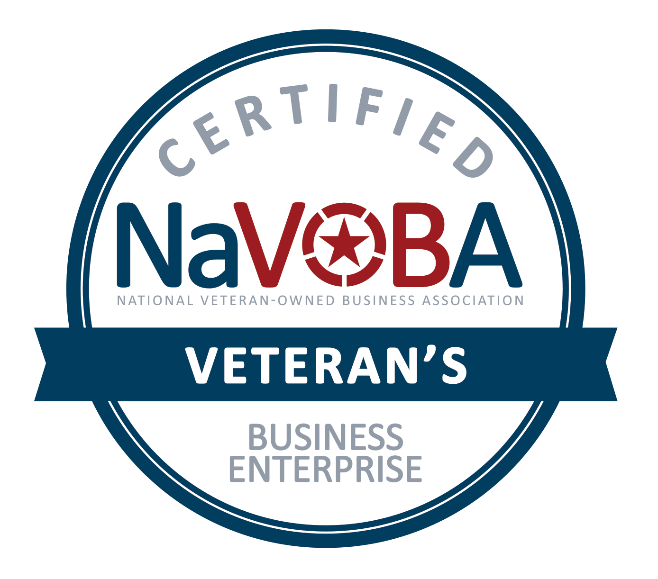 CERTIFIED
NaVOBA
NATIONAL VETERAN-OWNED BUSINESS ASSOCIATION
VETERAN’S
BUSINESS
ENTERPRISE